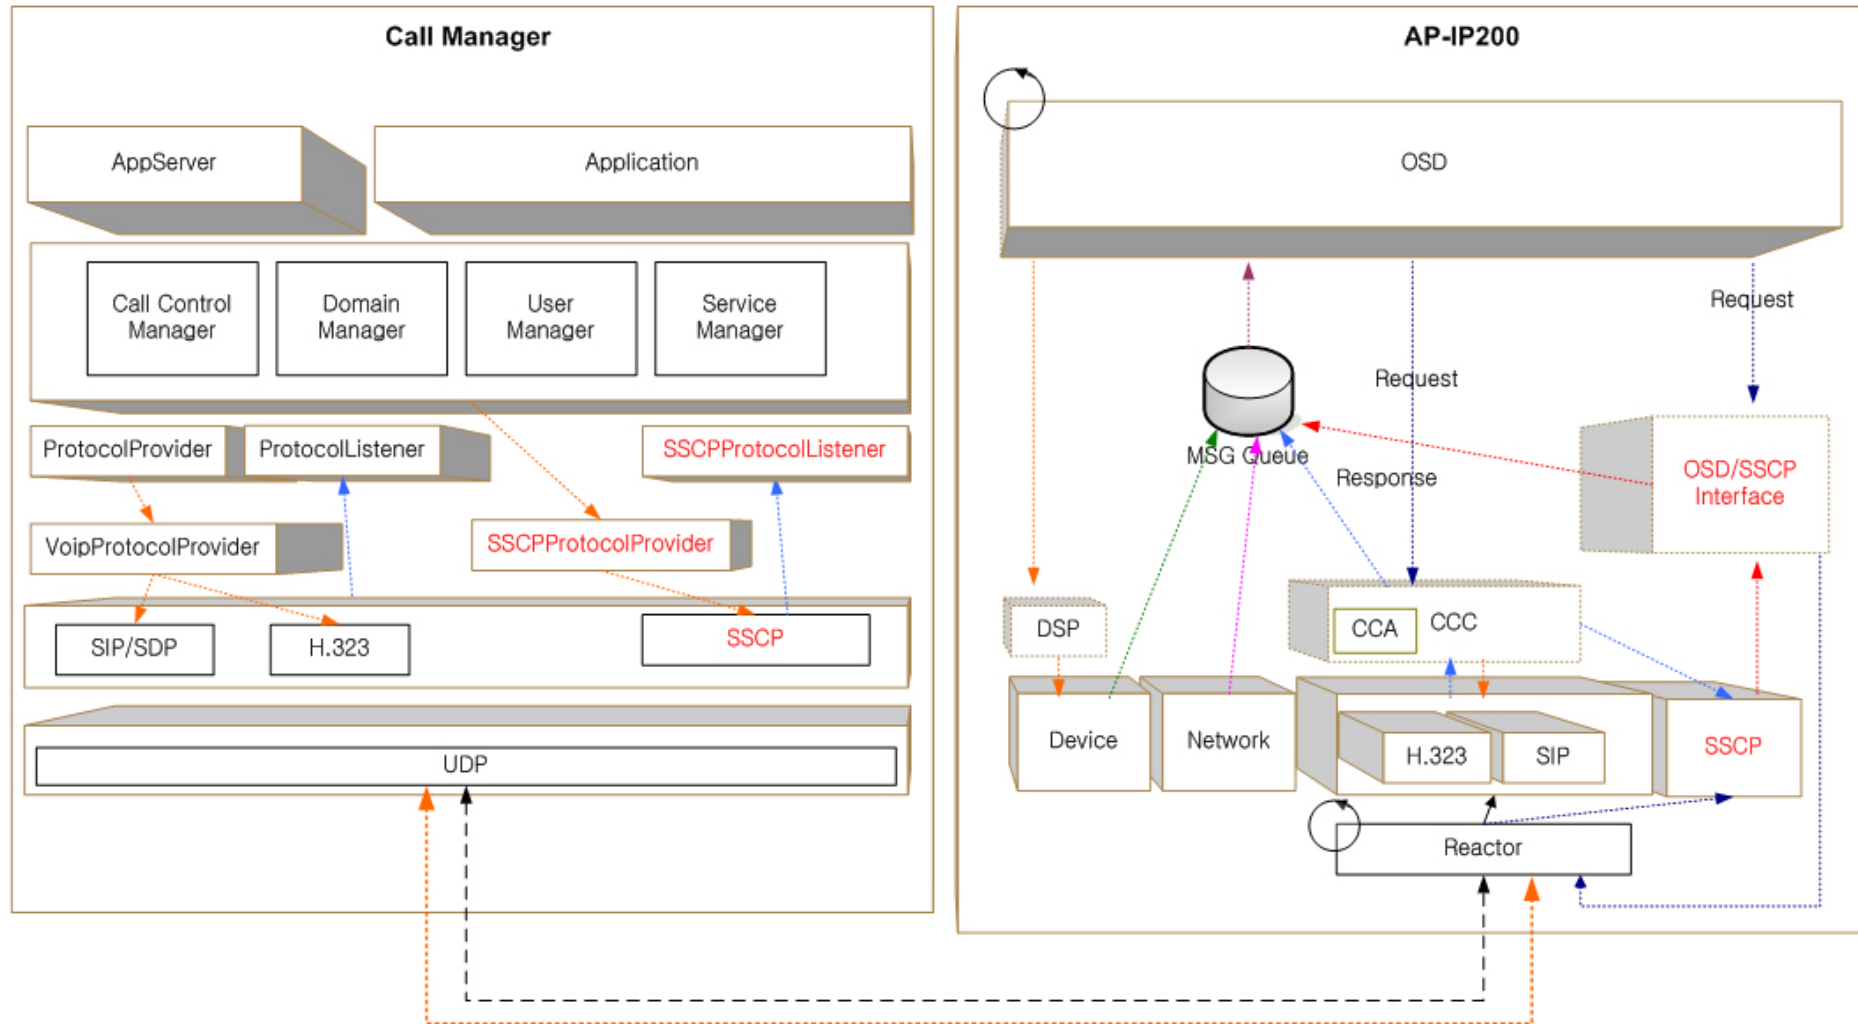 Call Manager
AppServer
Application
Call Control
Manager
Domain
Manager
User
Manager
Service
Manager
ProtocolProvider
ProtocolListener
SSCPProtocolListener
VoipProtocolProvider
SSCPProtocolProvider
SIP/SDP
H.323
SSCP
UDP
AP-IP200
OSD
Request
Request
MSG Queue
Response
OSD/SSCP
Interface
DSP
CCA
CCC
Device
Network
H.323
SIP
SSCP
Reactor